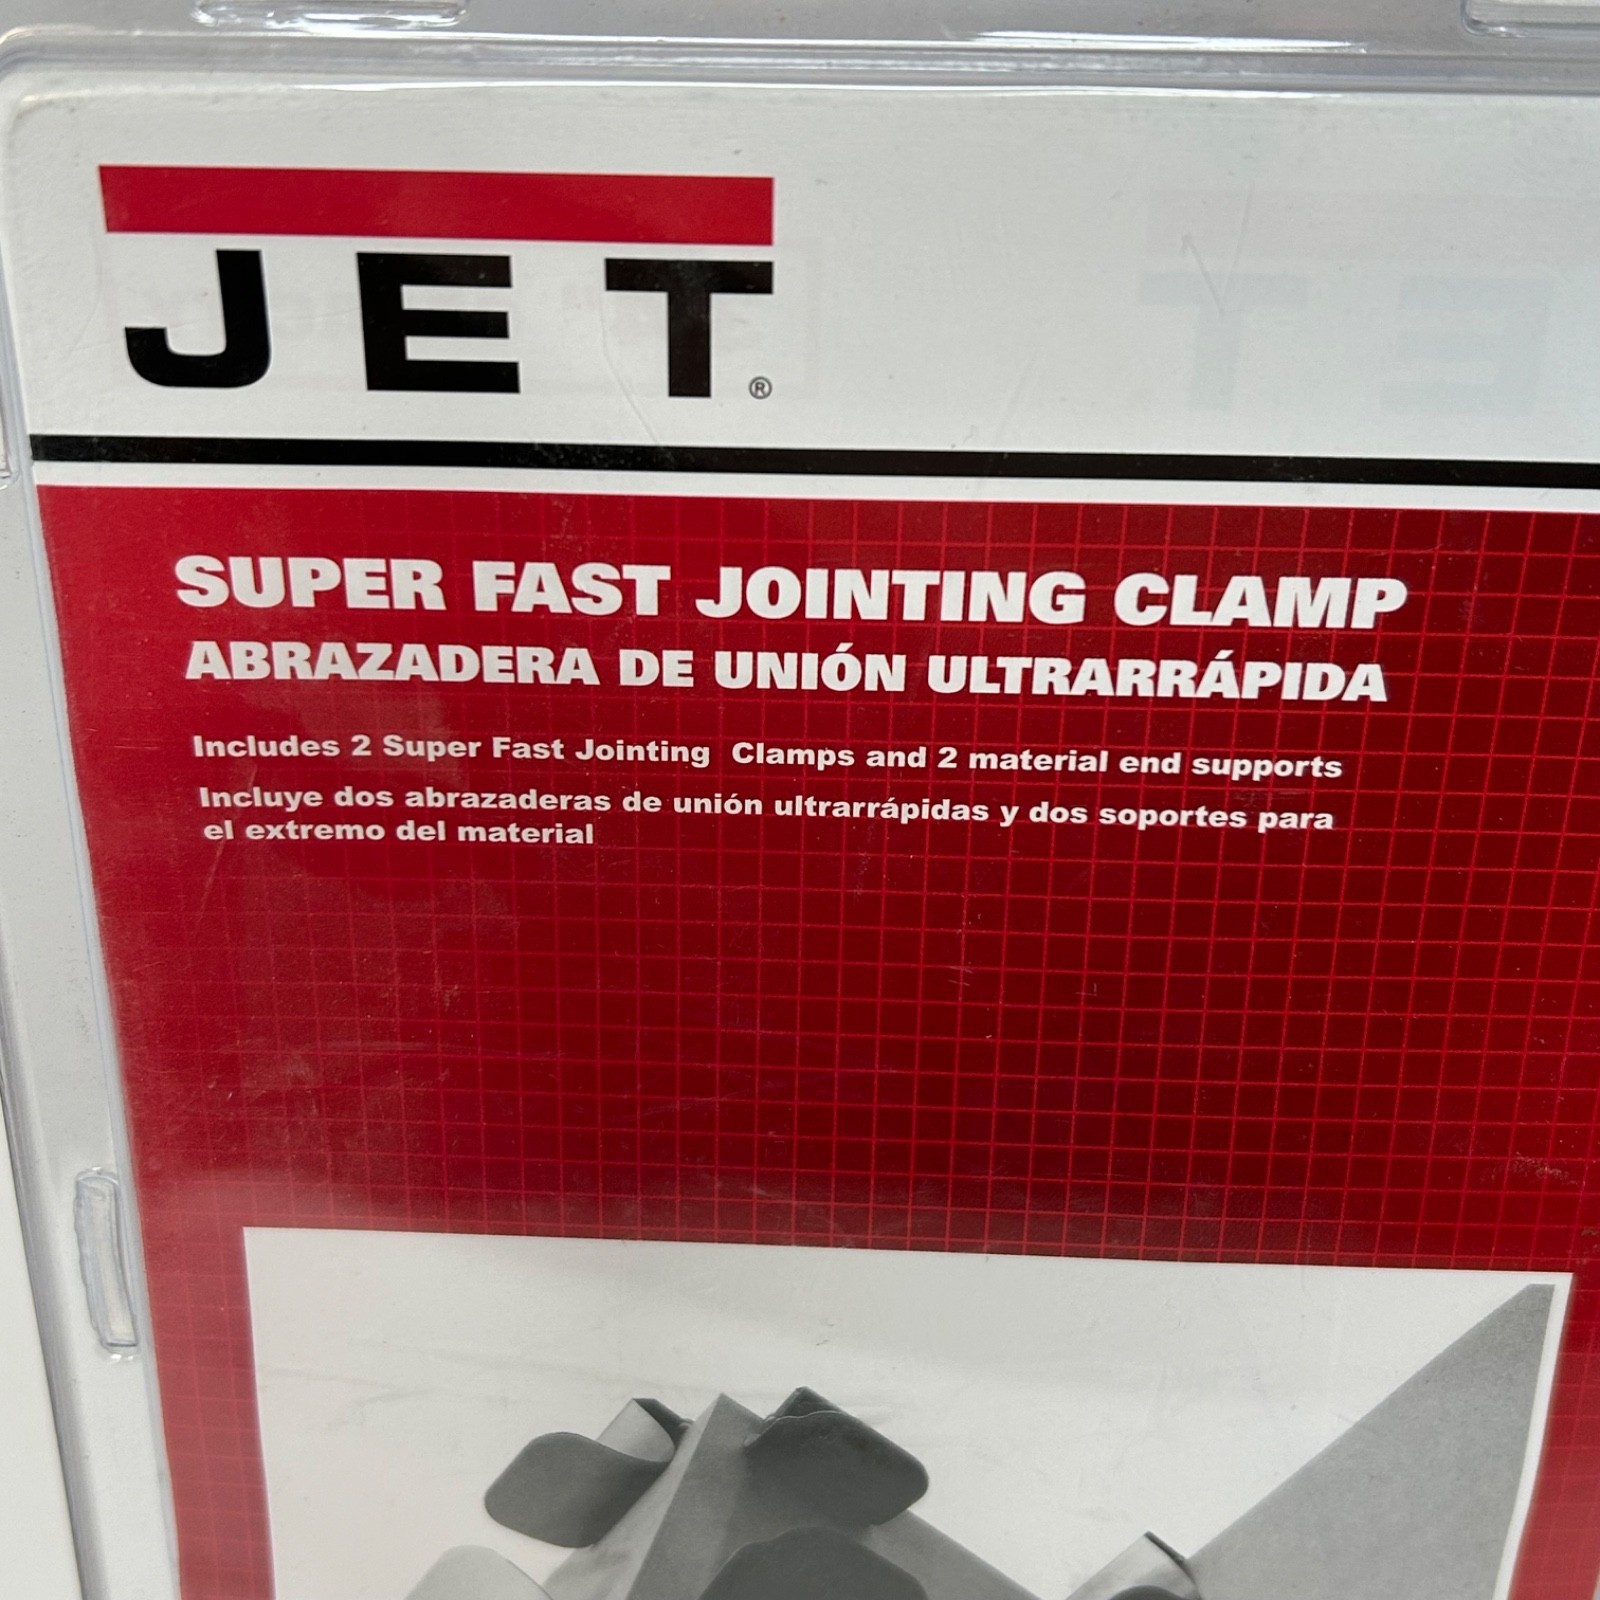 JET®
SUPER FAST JOINTING CLAMP
ABRAZADERA DE UNIÓN ULTRARRÁPIDA
Includes 2 Super Fast Jointing Clamps and 2 material end supports
Incluye dos abrazaderas de unión ultrarrápidas y dos soportes para
el extremo del material